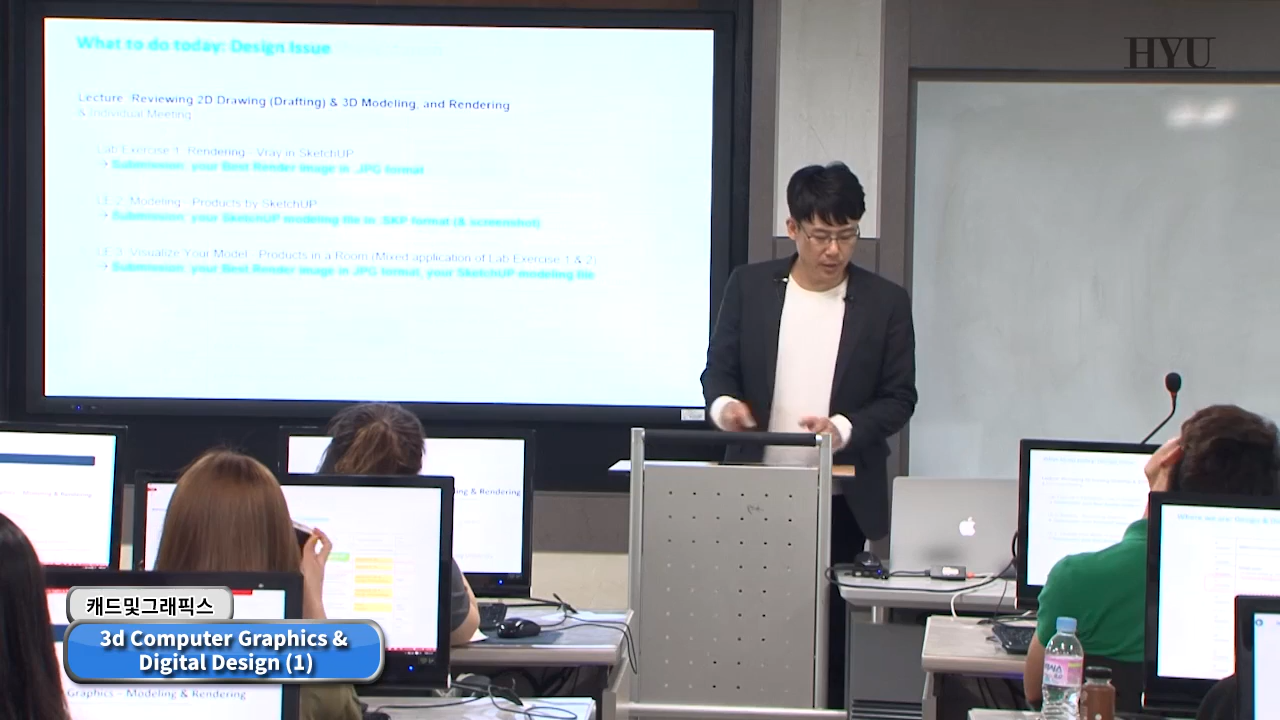 HYU
What to do today: Design Issue
Lecture: Reviewing 2D Drawing (Drafting) & 3D Modeling, and Rendering
& Individual Meeting
Lab Exercise 1: Rendering - Vray in SketchUP
→ Submission: your Best Render image in .JPG format
LE 2: Modeling - Products by SketchUP
→ Submission: your SketchUP modeling file in .SKP format (& screenshot)
LE 3: Visualize Your Model - Products in a Room (Mixed application of Lab Exercise 1 & 2)
→ Submission: your Best Render image in JPG format, your SketchUP modeling file
& Rendering
캐드및그래픽스
3d Computer Graphics &
Digital Design (1)
Graphics - Modeling & Rendering